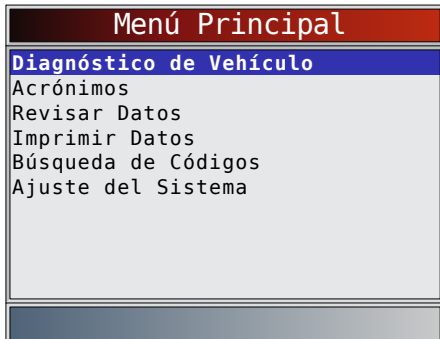 Menú Principal
Diagnóstico de Vehículo
Acrónimos
Revisar Datos
Imprimir Datos
Búsqueda de Códigos
Ajuste del Sistema